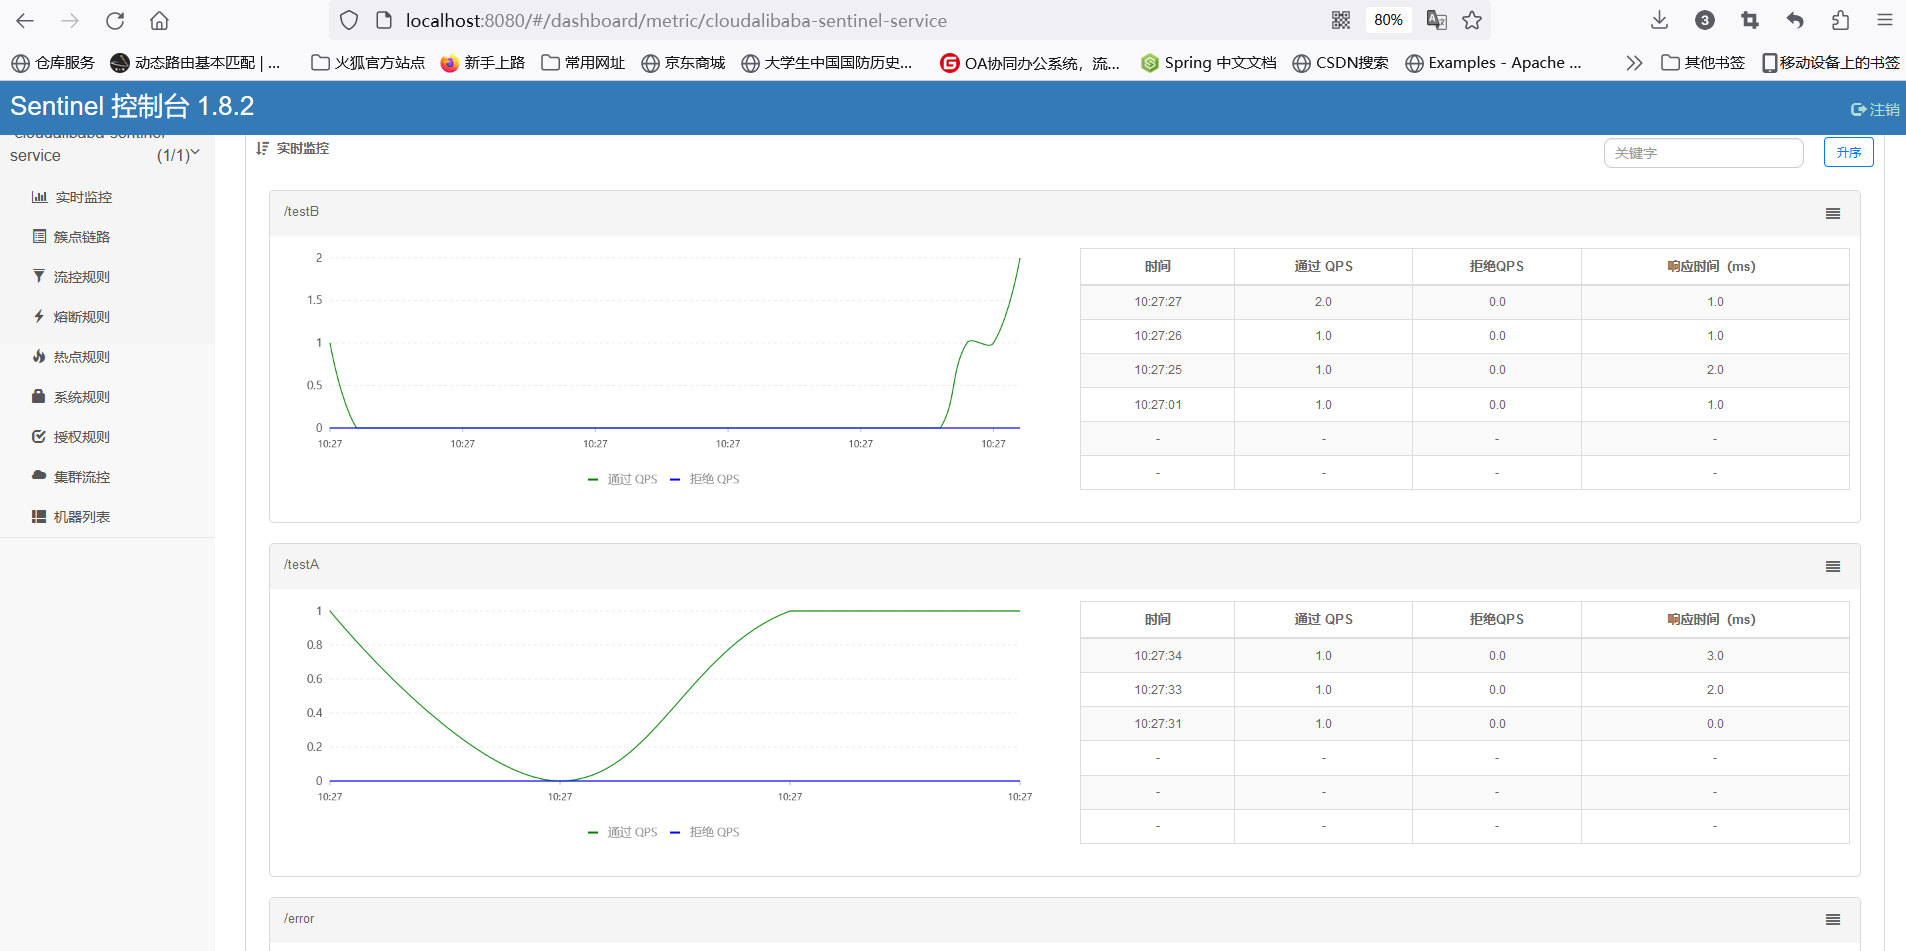 localhost:8080/#/dashboard/metric/cloudalibaba-sentinel-service 80% 3
仓库服务 动态路由基本匹配 | ... 火狐官方站点 新手上路 常用网址 京东商城 大学生中国国防历史... OA协同办公系统，流... Spring 中文文档 CSDN搜索 Examples - Apache ... 其他书签 移动设备上的书签
Sentinel 控制台 1.8.2 注销
cloudalibaba-sentinel-
service (1/1)
实时监控
簇点链路
流控规则
熔断规则
热点规则
系统规则
授权规则
集群流控
机器列表
实时监控 关键字 升序
/testB
2
1.5
1
0.5
0
10:27 10:27 10:27 10:27 10:27 10:27
通过 QPS 拒绝 QPS
时间 通过 QPS 拒绝QPS 响应时间 (ms)
10:27:27 2.0 0.0 1.0
10:27:26 1.0 0.0 1.0
10:27:25 1.0 0.0 2.0
10:27:01 1.0 0.0 1.0
- - - -
- - - -
/testA
1
0.8
0.6
0.4
0.2
0
10:27 10:27 10:27 10:27
通过 QPS 拒绝 QPS
时间 通过 QPS 拒绝QPS 响应时间 (ms)
10:27:34 1.0 0.0 3.0
10:27:33 1.0 0.0 2.0
10:27:31 1.0 0.0 0.0
- - - -
- - - -
- - - -
/error